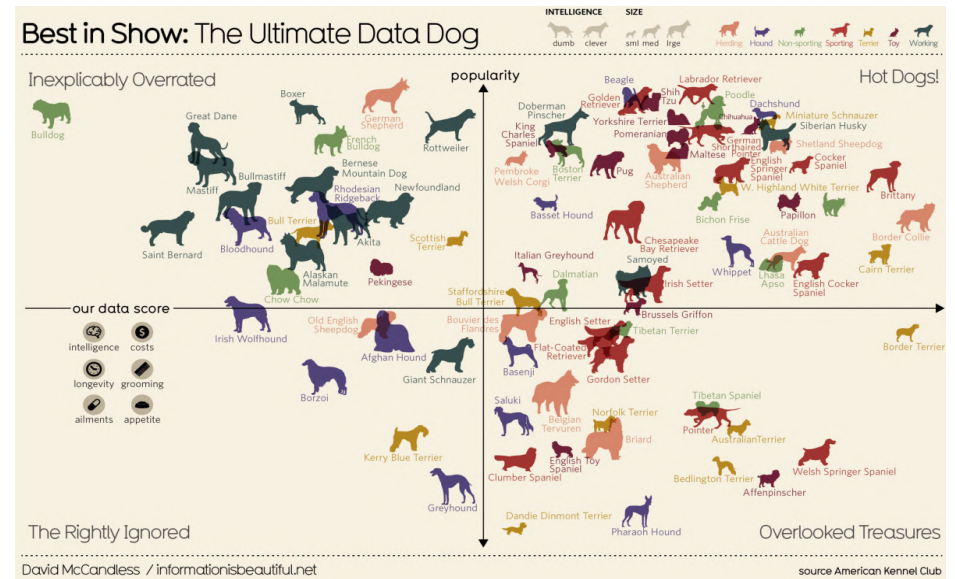 Best in Show: The Ultimate Data Dog
INTELLIGENCE
dumb clever
SIZE
sml med lrge
Herding Hound Non-sporting Sporting Terrier Toy Working
Inexplicably Overrated
popularity
Hot Dogs!
Bulldog
Boxer
German
Shepherd
Great Dane
French
Bulldog
Rottweiler
Mastiff
Bullmastiff
Bernese
Mountain Dog
Rhodesian
Ridgeback
Newfoundland
Saint Bernard
Bloodhound
Bull Terrier
Akita
Scottish
Terrier
Alaskan
Malamute
Pekingese
Chow Chow
Beagle
Golden
Retriever
Shih
Tzu
Labrador Retriever
Poodle
Doberman
Pinscher
Yorkshire Terrier
Chihuahua
Dachshund
Miniature Schnauzer
Siberian Husky
King
Charles
Spaniel
Pomeranian
German
Shorthaired
Pointer
Shetland Sheepdog
Pembroke
Welsh Corgi
Boston
Terrier
Pug
Maltese
Australian
Shepherd
English
Springer
Spaniel
Cocker
Spaniel
Brittany
W. Highland White Terrier
Basset Hound
Bichon Frise
Papillon
Border Collie
Chesapeake
Bay Retriever
Australian
Cattle Dog
Whippet
Cairn Terrier
Italian Greyhound
Samoyed
Dalmatian
Irish Setter
Lhasa
Apso
English Cocker
Spaniel
Staffordshire
Bull Terrier
Brussels Griffon
our data score
intelligence costs
longevity grooming
ailments appetite
Irish Wolfhound
Old English
Sheepdog
Afghan Hound
Borzoi
Giant Schnauzer
Kerry Blue Terrier
Greyhound
Bouvier des
Flandres
English Setter
Tibetan Terrier
Border Terrier
Flat-Coated
Retriever
Basenji
Gordon Setter
Saluki
Belgian
Tervuren
Norfolk Terrier
Briard
Tibetan Spaniel
Pointer
AustralianTerrier
Clumber Spaniel
English Toy
Spaniel
Bedlington Terrier
Welsh Springer Spaniel
Affenpinscher
Dandie Dinmont Terrier
Pharaoh Hound
The Rightly Ignored
Overlooked Treasures
David McCandless / informationisbeautiful.net
source American Kennel Club